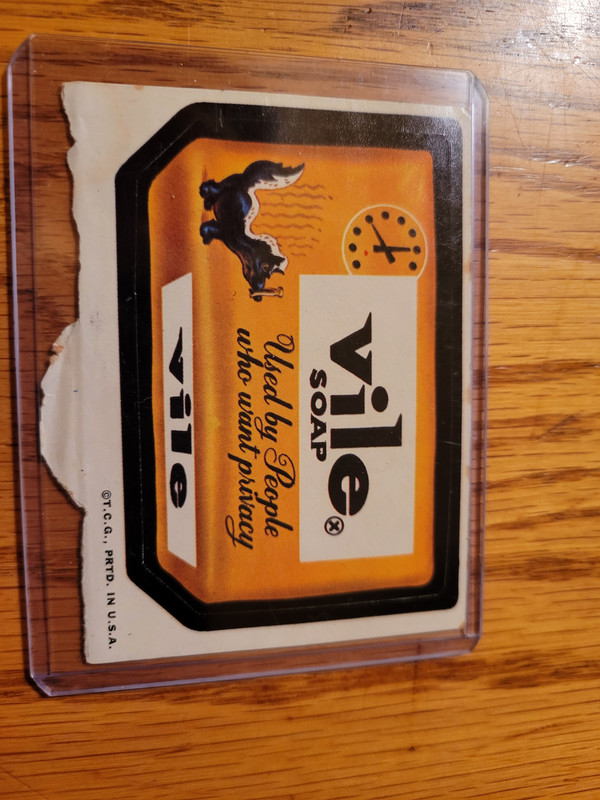 vile ⓧ
SOAP
Used by People
who want privacy
vile
©T.C.G., PRTD. IN U.S.A.